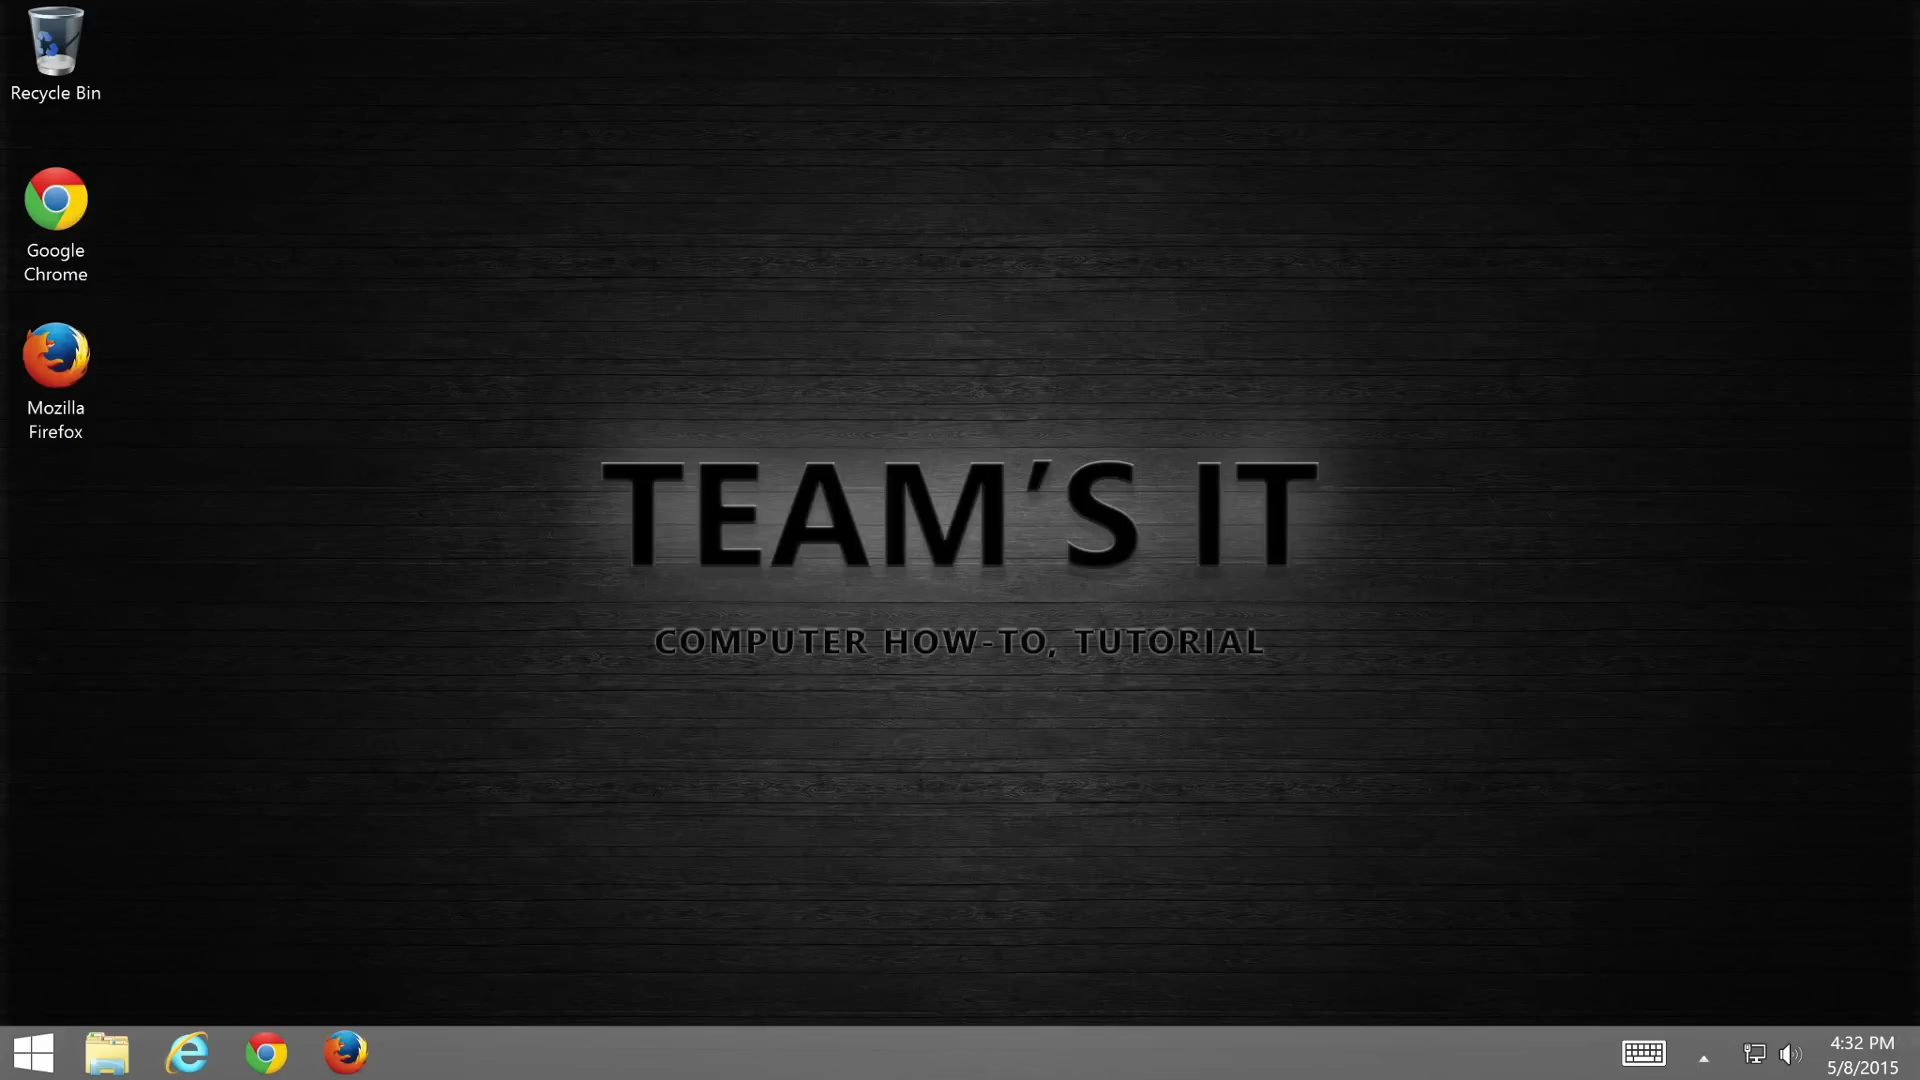 Recycle Bin
Google
Chrome
Mozilla
Firefox
TEAM’S IT
COMPUTER HOW-TO, TUTORIAL
4:32 PM
5/8/2015